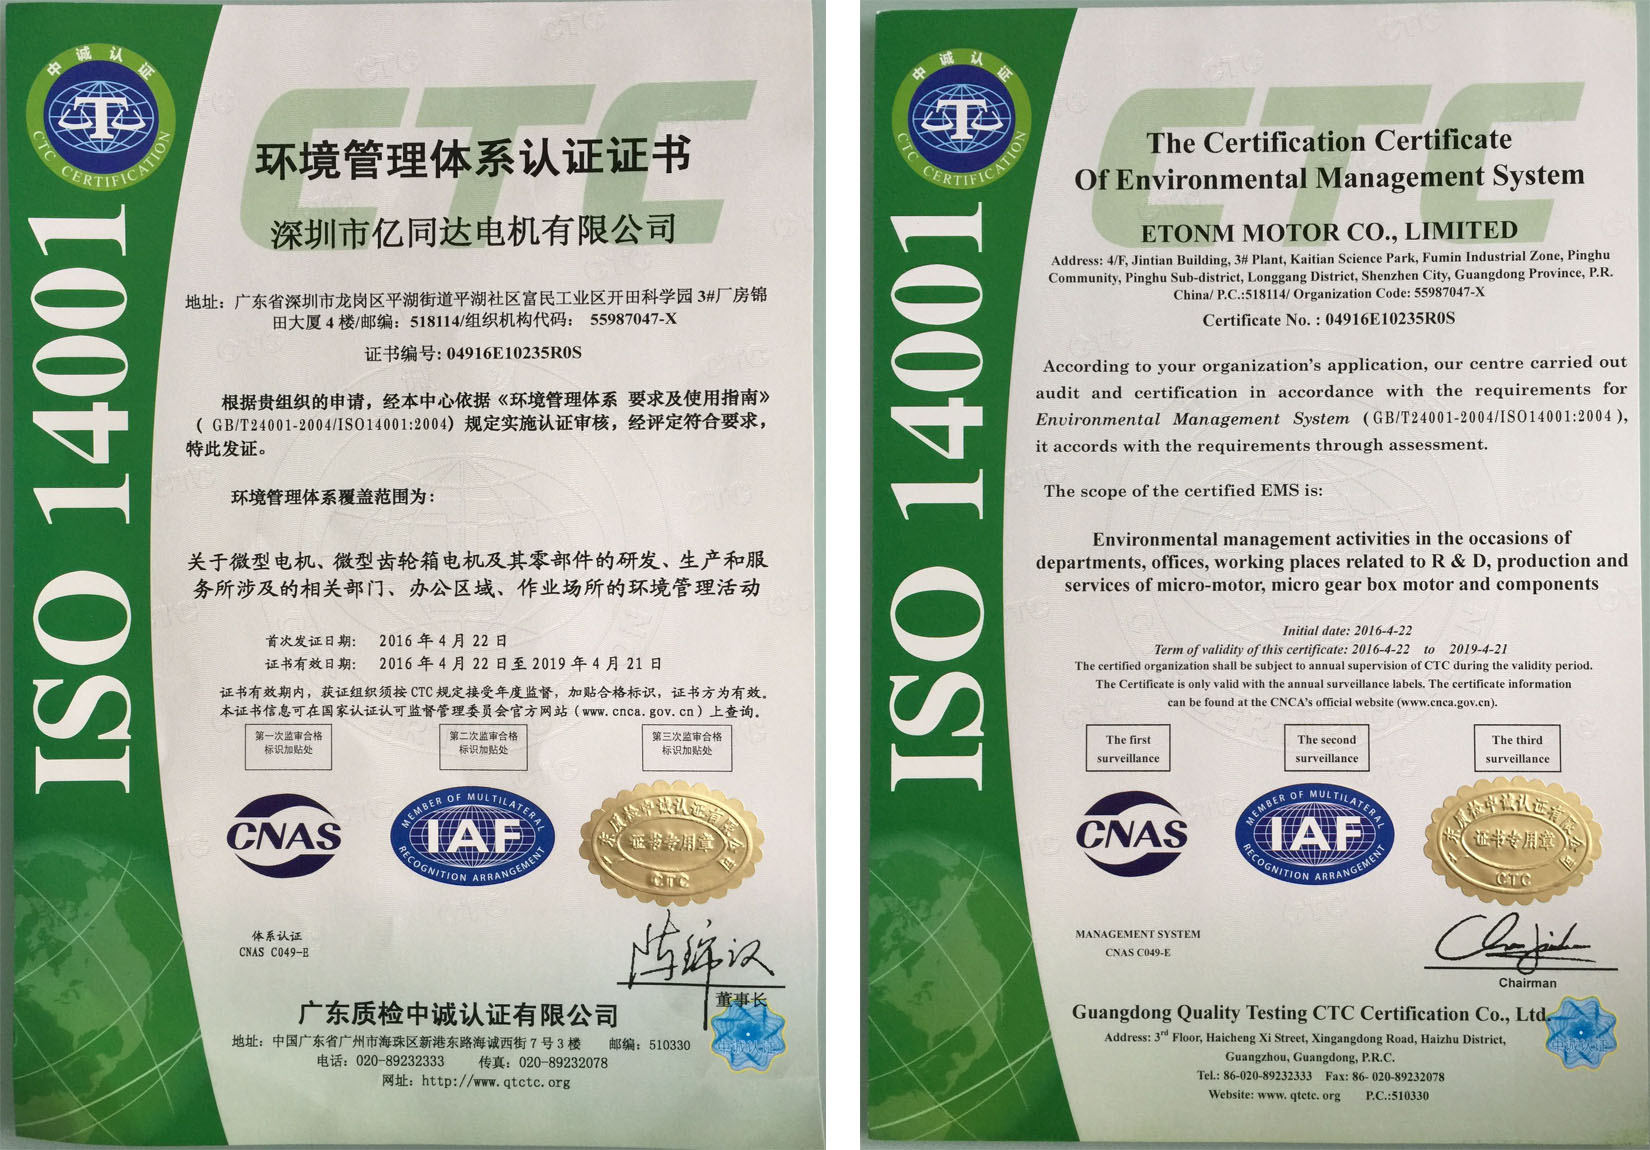 中诚认证
CTC CERTIFICATION
ISO 14001
CTC
环境管理体系认证证书
深圳市亿同达电机有限公司
地址：广东省深圳市龙岗区平湖街道平湖社区富民工业区开田科学园 3#厂房锦
田大厦 4 楼/邮编：518114/组织机构代码： 55987047-X
证书编号: 04916E10235R0S
根据贵组织的申请，经本中心依据《环境管理体系 要求及使用指南》
( GB/T24001-2004/ISO14001:2004) 规定实施认证审核，经评定符合要求，
特此发证。
环境管理体系覆盖范围为：
关于微型电机、微型齿轮箱电机及其零部件的研发、生产和服
务所涉及的相关部门、办公区域、作业场所的环境管理活动
首次发证日期： 2016 年 4 月 22 日
证书有效日期： 2016 年 4 月 22 日至 2019 年 4 月 21 日
证书有效期内，获证组织须按 CTC 规定接受年度监督，加贴合格标识，证书方为有效。
本证书信息可在国家认证认可监督管理委员会官方网站（www.cnca.gov.cn）上查询。
第一次监审合格
标识加贴处
第二次监审合格
标识加贴处
第三次监审合格
标识加贴处
CNAS
MEMBER OF MULTILATERAL
IAF
RECOGNITION ARRANGEMENT
证书专用章
CTC
体系认证
CNAS C049-E
董事长
广东质检中诚认证有限公司
地址：中国广东省广州市海珠区新港东路海诚西街 7 号 3 楼 邮编：510330
电话：020-89232333 传真：020-89232078
网址：http://www.qtctc.org
中诚认证
CTC CERTIFICATION
ISO 14001
CTC
The Certification Certificate
Of Environmental Management System
ETONM MOTOR CO., LIMITED
Address: 4/F, Jintian Building, 3# Plant, Kaitian Science Park, Fumin Industrial Zone, Pinghu
Community, Pinghu Sub-district, Longgang District, Shenzhen City, Guangdong Province, P.R.
China/ P.C.:518114/ Organization Code: 55987047-X
Certificate No. : 04916E10235R0S
According to your organization's application, our centre carried out
audit and certification in accordance with the requirements for
Environmental Management System (GB/T24001-2004/ISO14001:2004),
it accords with the requirements through assessment.
The scope of the certified EMS is:
Environmental management activities in the occasions of
departments, offices, working places related to R & D, production and
services of micro-motor, micro gear box motor and components
Initial date: 2016-4-22
Term of validity of this certificate: 2016-4-22 to 2019-4-21
The certified organization shall be subject to annual supervision of CTC during the validity period.
The Certificate is only valid with the annual surveillance labels. The certificate information
can be found at the CNCA's official website (www.cnca.gov.cn).
The first
surveillance
The second
surveillance
The third
surveillance
CNAS
MEMBER OF MULTILATERAL
IAF
RECOGNITION ARRANGEMENT
证书专用章
CTC
MANAGEMENT SYSTEM
CNAS C049-E
Chairman
Guangdong Quality Testing CTC Certification Co., Ltd.
Address: 3rd Floor, Haicheng Xi Street, Xingangdong Road, Haizhu District,
Guangzhou, Guangdong, P.R.C.
Tel.: 86-020-89232333 Fax: 86- 020-89232078
Website: www. qtctc. org P.C.:510330